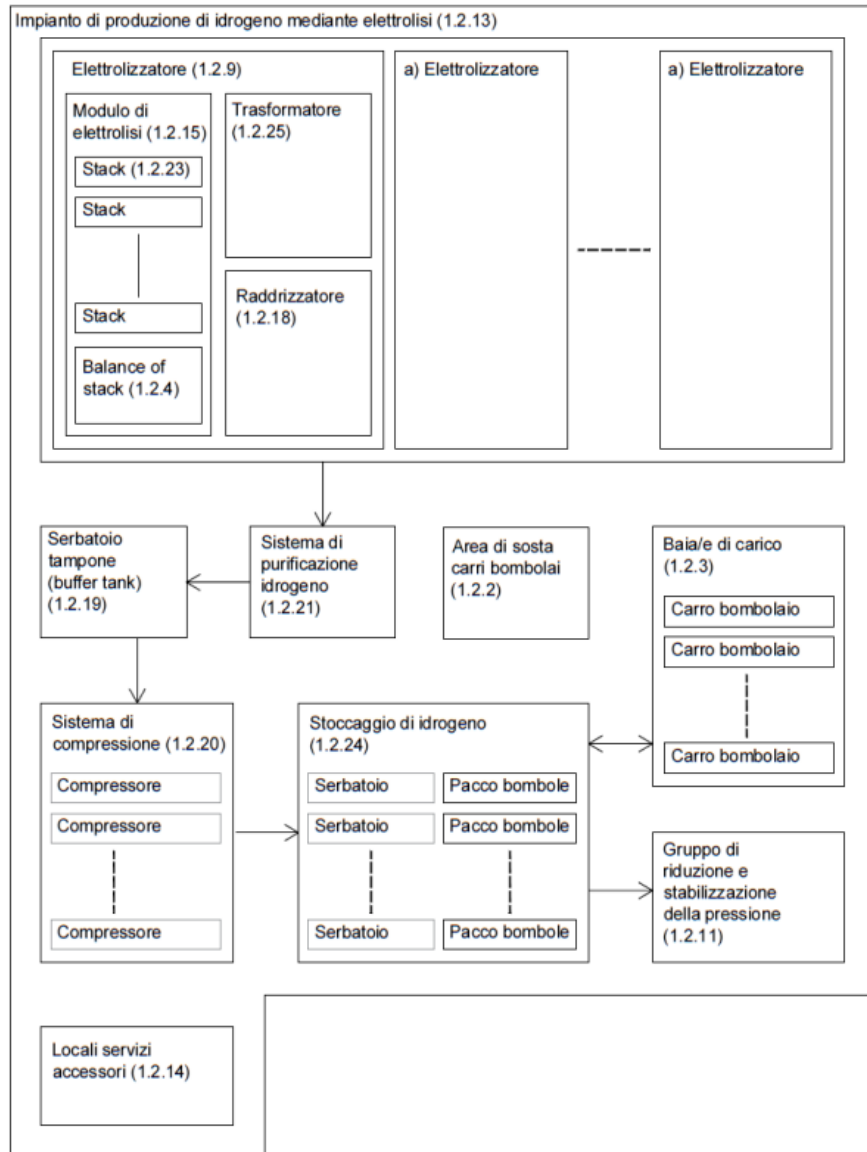 Impianto di produzione di idrogeno mediante elettrolisi (1.2.13)
Elettrolizzatore (1.2.9)
Modulo di
elettrolisi (1.2.15)
Stack (1.2.23)
Stack
Stack
Balance of
stack (1.2.4)
Trasformatore
(1.2.25)
Raddrizzatore
(1.2.18)
a) Elettrolizzatore
a) Elettrolizzatore
Serbatoio
tampone
(buffer tank)
(1.2.19)
Sistema di
purificazione
idrogeno
(1.2.21)
Area di sosta
carri bombolai
(1.2.2)
Baia/e di carico
(1.2.3)
Carro bombolaio
Carro bombolaio
Carro bombolaio
Sistema di
compressione (1.2.20)
Compressore
Compressore
Compressore
Stoccaggio di idrogeno
(1.2.24)
Serbatoio
Pacco bombole
Serbatoio
Pacco bombole
Serbatoio
Pacco bombole
Gruppo di
riduzione e
stabilizzazione
della pressione
(1.2.11)
Locali servizi
accessori (1.2.14)